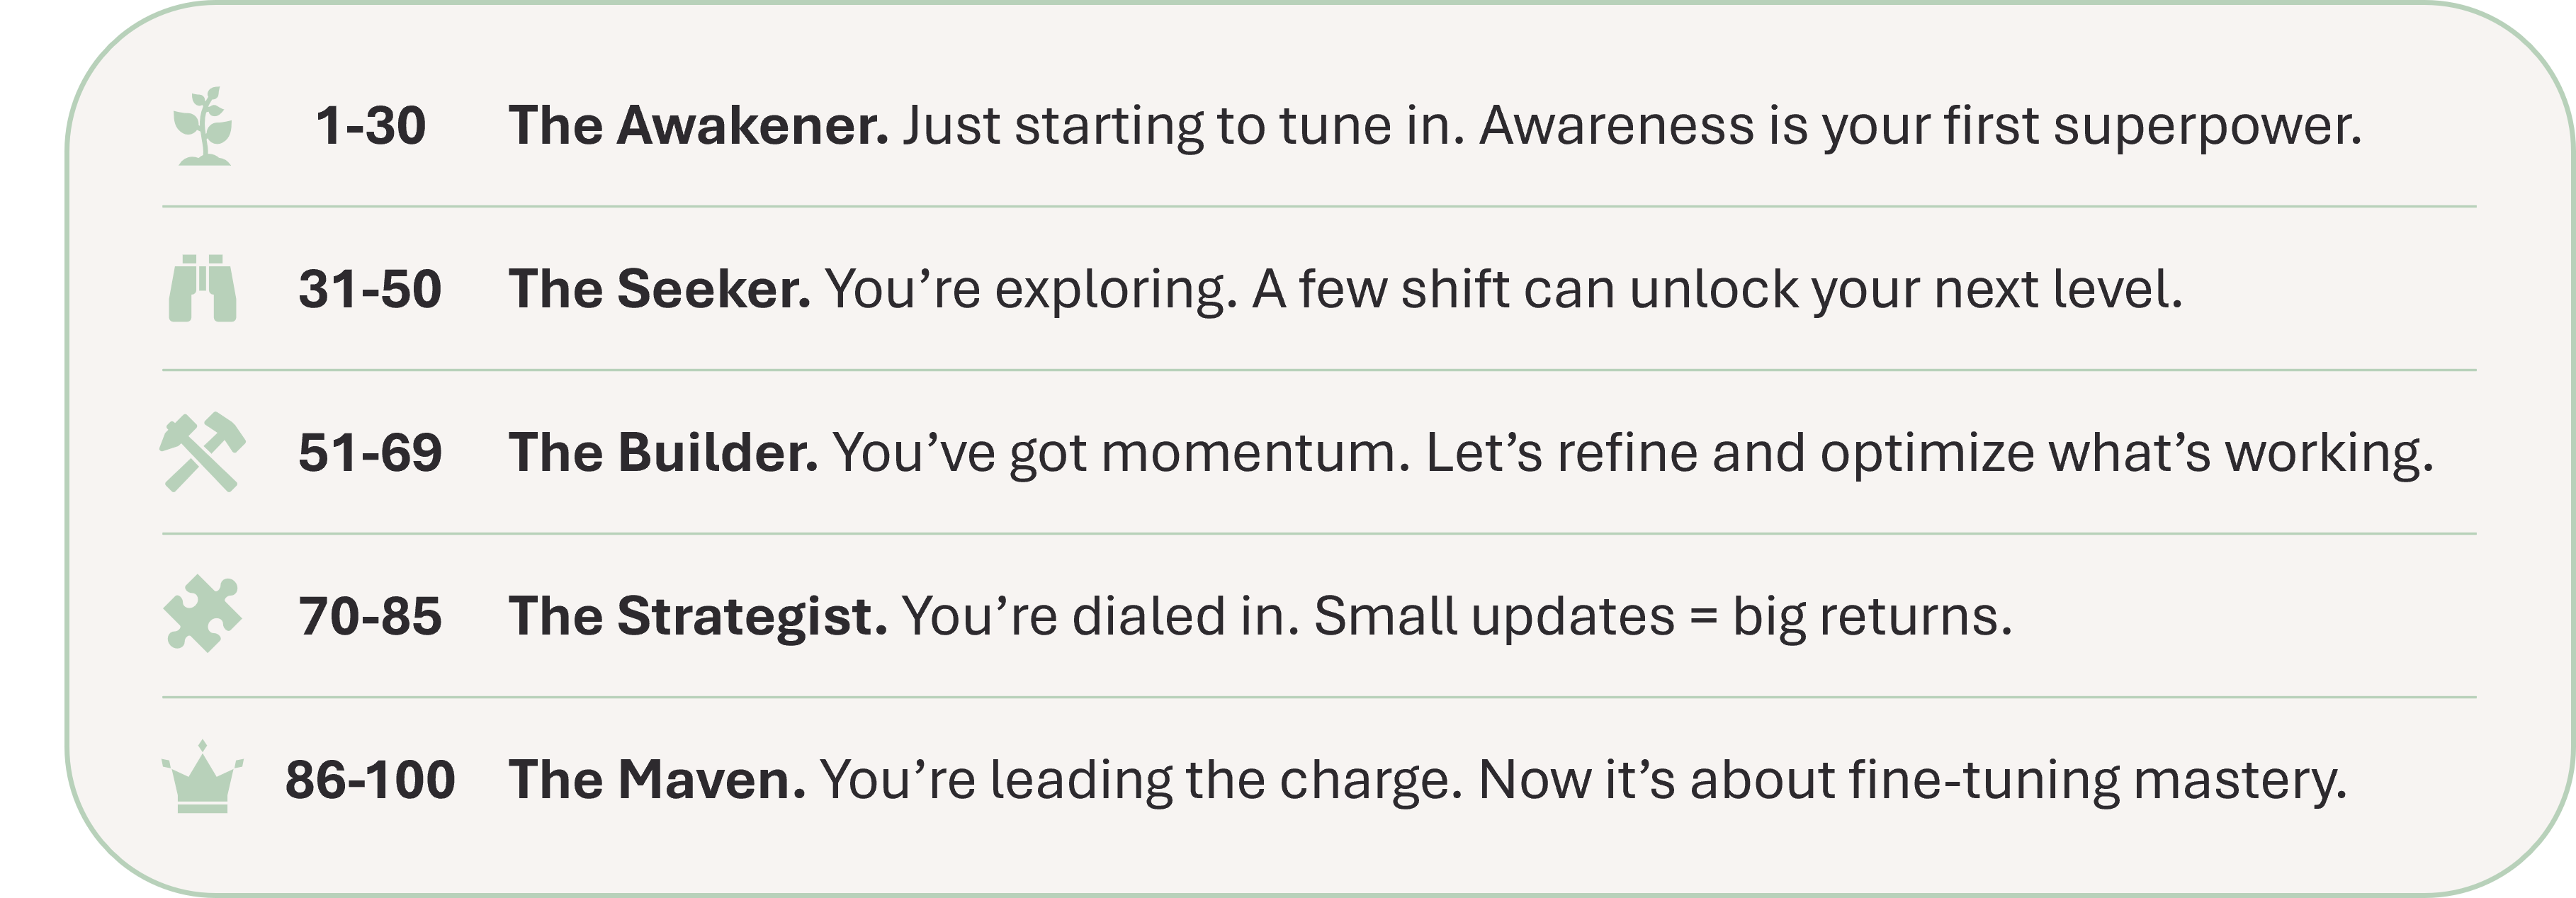 1-30 The Awakener. Just starting to tune in. Awareness is your first superpower.
31-50 The Seeker. You’re exploring. A few shift can unlock your next level.
51-69 The Builder. You’ve got momentum. Let’s refine and optimize what’s working.
70-85 The Strategist. You’re dialed in. Small updates = big returns.
86-100 The Maven. You’re leading the charge. Now it’s about fine-tuning mastery.